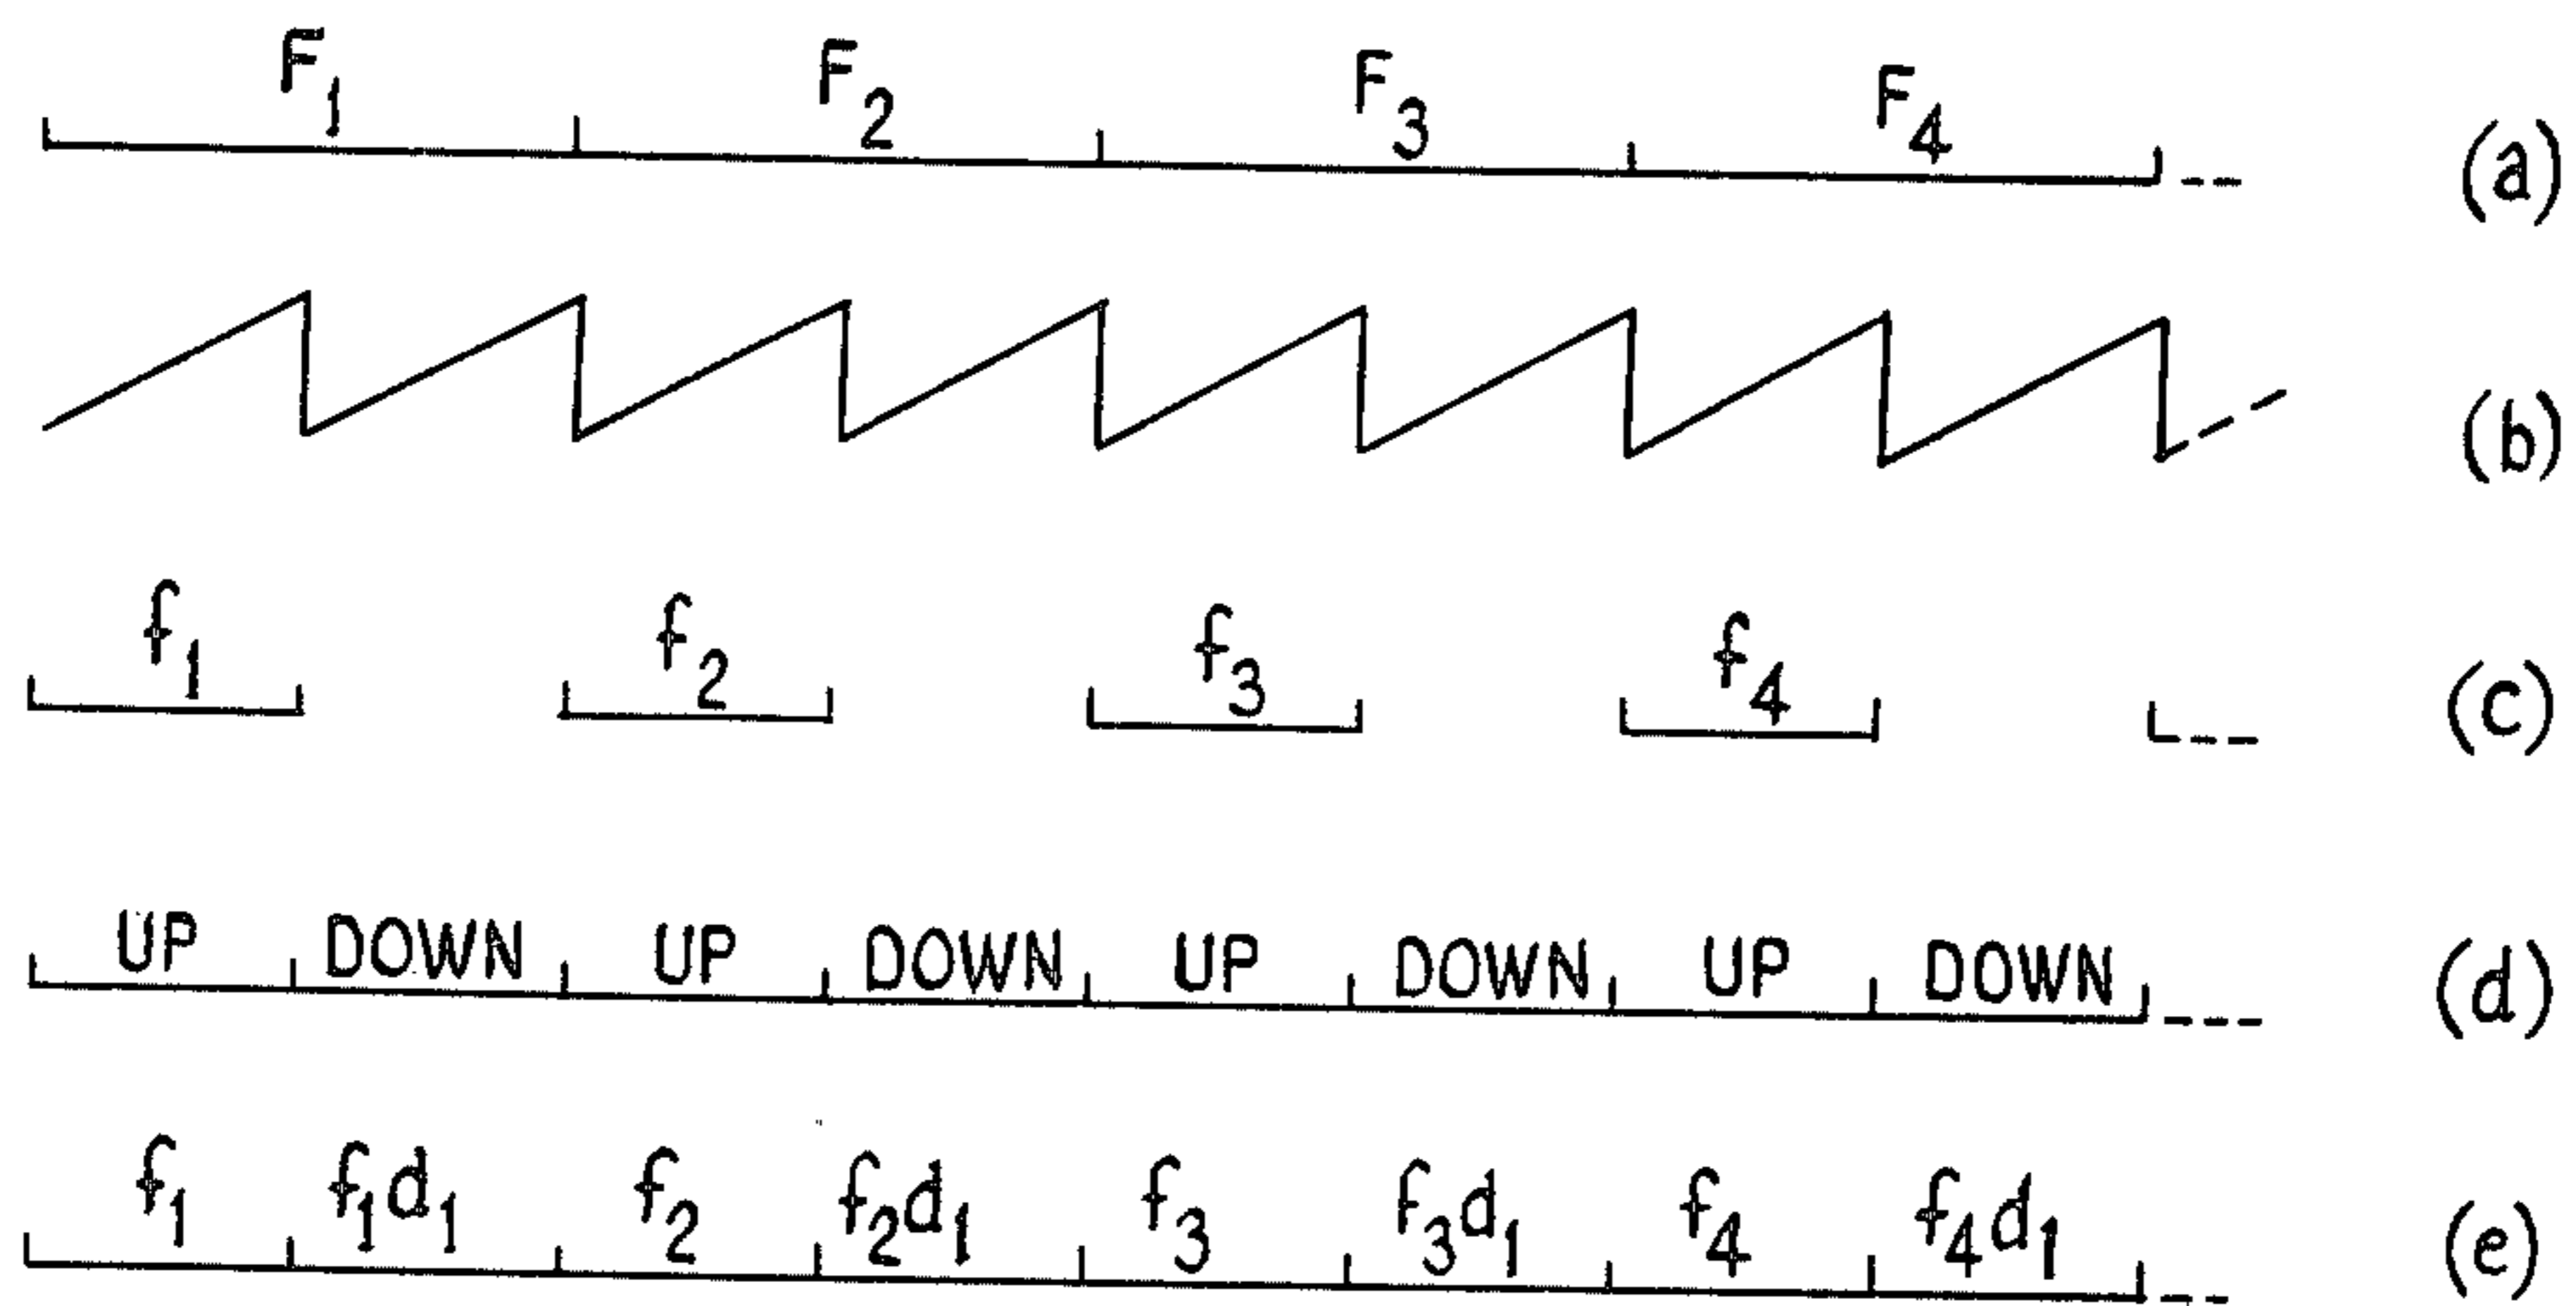 F₁ F₂ F₃ F₄ (a)
(b)
f₁ f₂ f₃ f₄ (c)
UP DOWN UP DOWN UP DOWN UP DOWN (d)
f₁ f₁d₁ f₂ f₂d₁ f₃ f₃d₁ f₄ f₄d₁ (e)